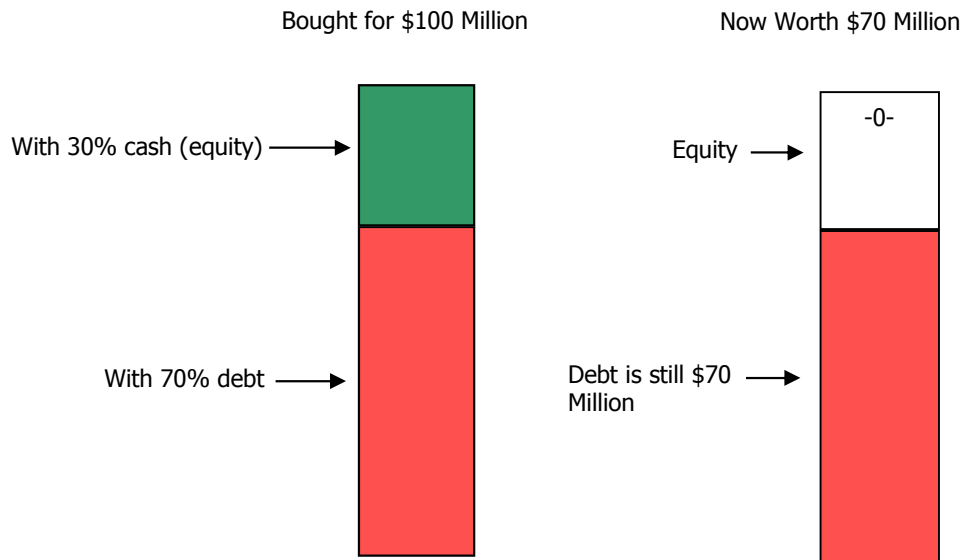 Bought for $100 Million
Now Worth $70 Million
With 30% cash (equity)
Equity
-0-
With 70% debt
Debt is still $70
Million